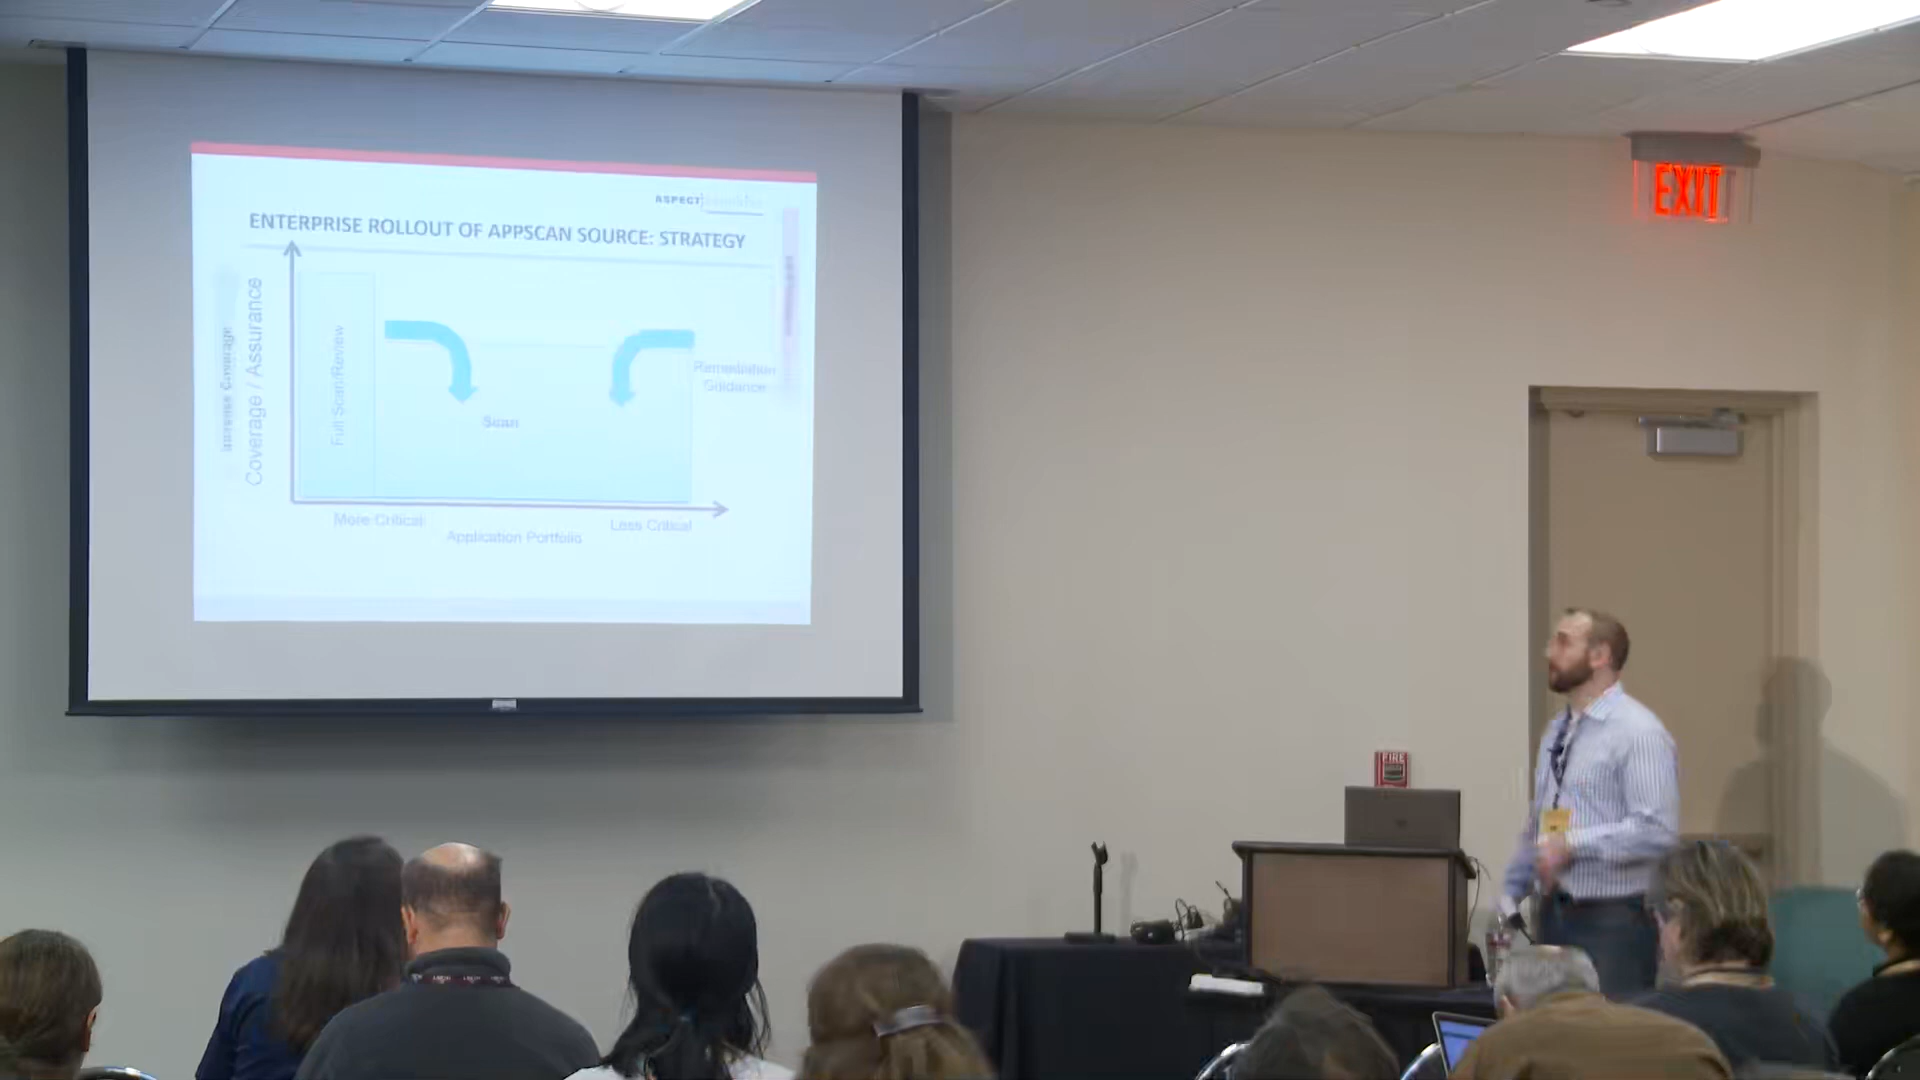 ASPECT
ENTERPRISE ROLLOUT OF APPSCAN SOURCE: STRATEGY
Coverage / Assurance
Full Scan/Review
Scan
Remediation
Guidance
More Critical
Less Critical
Application Portfolio
EXIT
FIRE